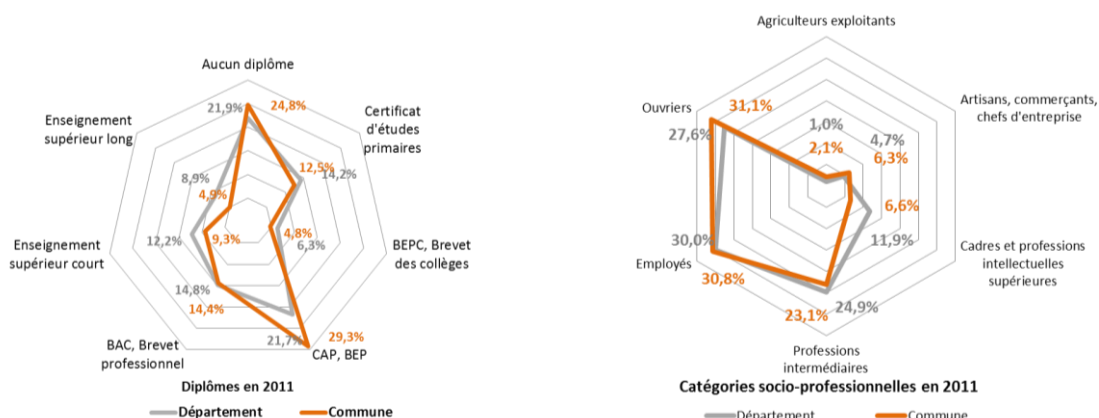 Aucun diplôme
21,9%
24,8%
Certificat
d'études
primaires
12,5%
14,2%
BEPC, Brevet
des collèges
4,8%
6,3%
CAP, BEP
29,3%
21,7%
BAC, Brevet
professionnel
14,8%
14,4%
Enseignement
supérieur court
12,2%
9,3%
Enseignement
supérieur long
8,9%
4,9%
Diplômes en 2011
Département
Commune
Agriculteurs exploitants
1,0%
2,1%
Artisans, commerçants,
chefs d'entreprise
4,7%
6,3%
Cadres et professions
intellectuelles
supérieures
6,6%
11,9%
Professions
intermédiaires
24,9%
23,1%
Employés
30,0%
30,8%
Ouvriers
31,1%
27,6%
Catégories socio-professionnelles en 2011
Département
Commune